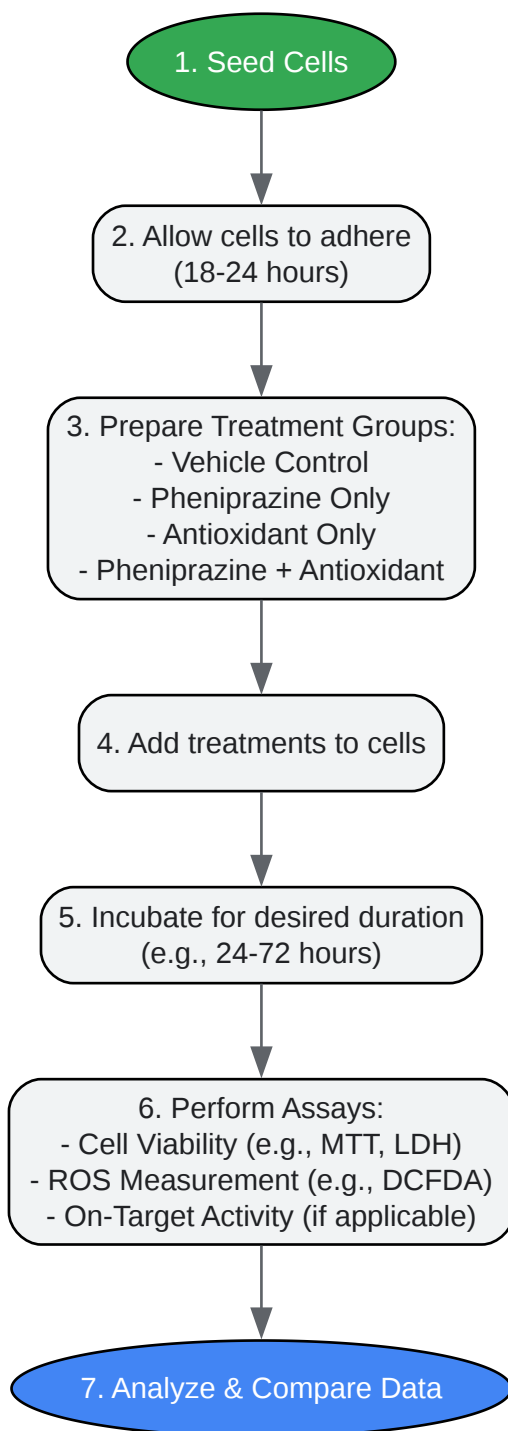 1. Seed Cells
2. Allow cells to adhere
(18-24 hours)
3. Prepare Treatment Groups:
- Vehicle Control
- Pheniprazine Only
- Antioxidant Only
- Pheniprazine + Antioxidant
4. Add treatments to cells
5. Incubate for desired duration
(e.g., 24-72 hours)
6. Perform Assays:
- Cell Viability (e.g., MTT, LDH)
- ROS Measurement (e.g., DCFDA)
- On-Target Activity (if applicable)
7. Analyze & Compare Data